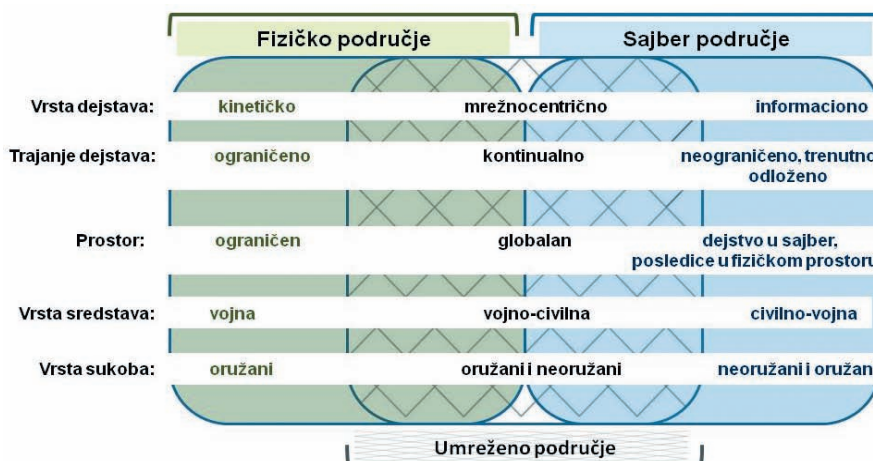 Fizičko područje Sajber područje
Vrsta dejstava: kinetičko mrežnocentrično informaciono
Trajanje dejstava: ograničeno kontinualno neograničeno, trenutno
odloženo
Prostor: ograničen globalan dejstvo u sajber,
posledice u fizičkom prostoru
Vrsta sredstava: vojna vojno-civilna civilno-vojna
Vrsta sukoba: oružani oružani i neoružani neoružani i oružan
Umreženo područje